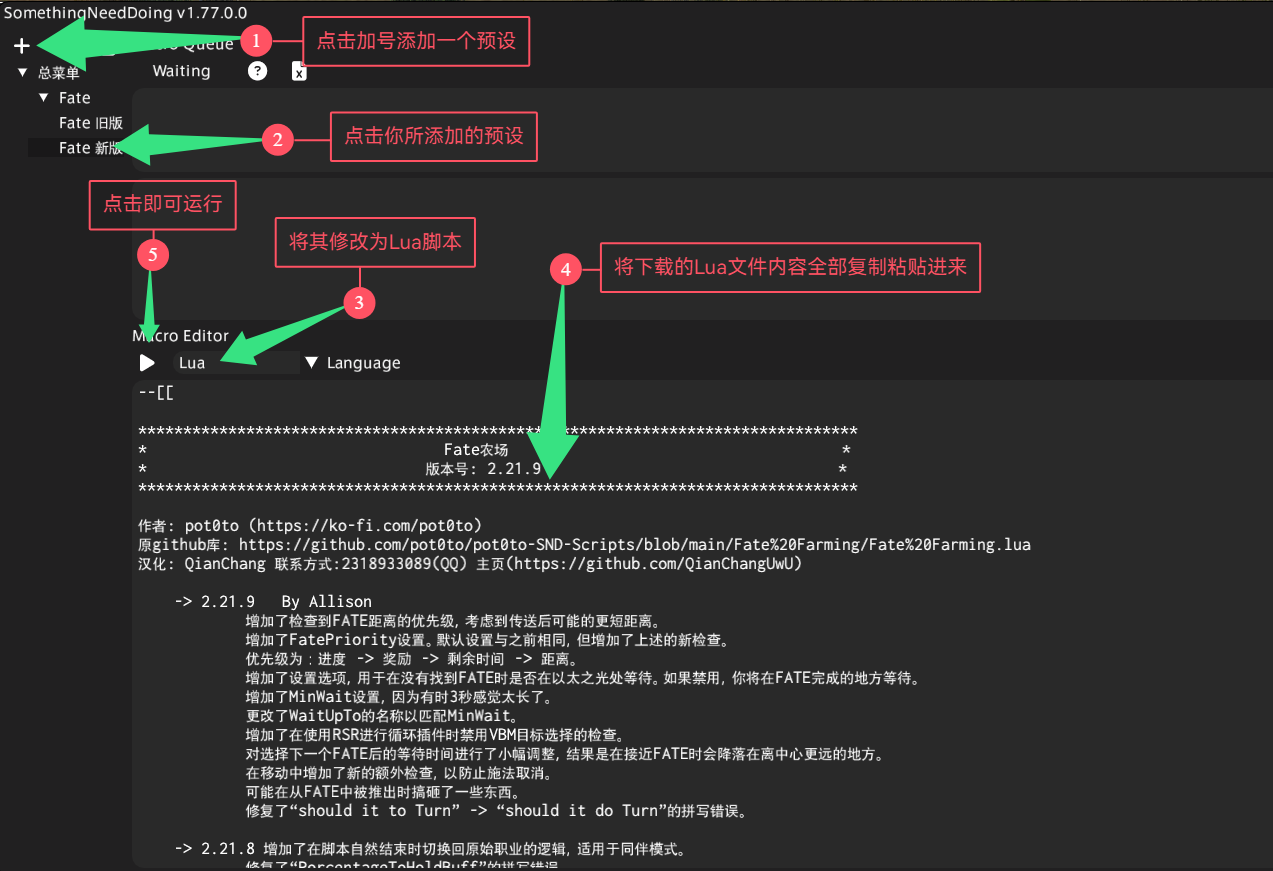 SomethingNeedDoing v1.77.0.0
1 点击加号添加一个预设
Queue
Waiting ? x
总菜单
Fate
Fate 旧版
Fate 新版
2 点击你所添加的预设
点击即可运行
5
将其修改为Lua脚本
3
4 将下载的Lua文件内容全部复制粘贴进来
Macro Editor
Lua Language
--[[
********************************************************************************
* Fate农场 *
* 版本号: 2.21.9 *
********************************************************************************
作者: pot0to (https://ko-fi.com/pot0to)
原github库: https://github.com/pot0to/pot0to-SND-Scripts/blob/main/Fate%20Farming/Fate%20Farming.lua
汉化: QianChang 联系方式:2318933089(QQ) 主页(https://github.com/QianChangUwU)
-> 2.21.9 By Allison
增加了检查到FATE距离的优先级, 考虑到传送后可能的更短距离。
增加了FatePriority设置。默认设置与之前相同, 但增加了上述的新检查。
优先级为：进度 -> 奖励 -> 剩余时间 -> 距离。
增加了设置选项, 用于在没有找到FATE时是否在以太之光处等待。如果禁用, 你将在FATE完成的地方等待。
增加了MinWait设置, 因为有时3秒感觉太长了。
更改了WaitUpTo的名称以匹配MinWait。
增加了在使用RSR进行循环插件时禁用VBM目标选择的检查。
对选择下一个FATE后的等待时间进行了小幅调整, 结果是在接近FATE时会降落在离中心更远的地方。
在移动中增加了新的额外检查, 以防止施法取消。
可能在从FATE中被推出时搞砸了一些东西。
修复了“should it to Turn” -> “should it do Turn”的拼写错误。
-> 2.21.8 增加了在脚本自然结束时切换回原始职业的逻辑, 适用于同伴模式。
修复了“PorcentageToHoldBuff”的拼写错误